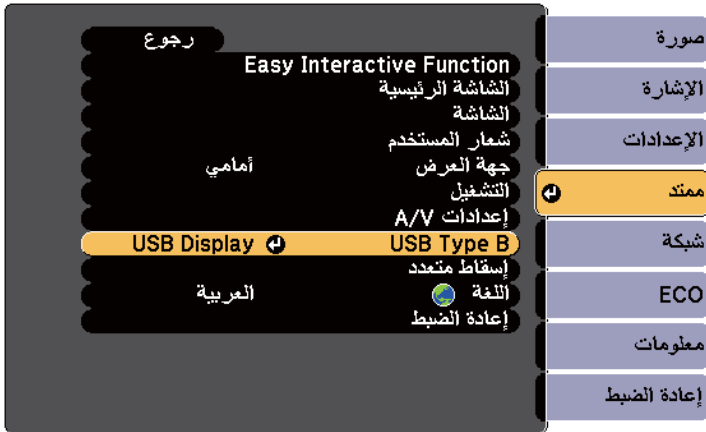 صورة
الإشارة
الإعدادات
ممتد
شبكة
ECO
معلومات
إعادة الضبط
رجوع
Easy Interactive Function
الشاشة الرئيسية
الشاشة
شعار المستخدم
جهة العرض أمامي
التشغيل
إعدادات A/V
USB Type B USB Display
إسقاط متعدد
اللغة العربية
إعادة الضبط